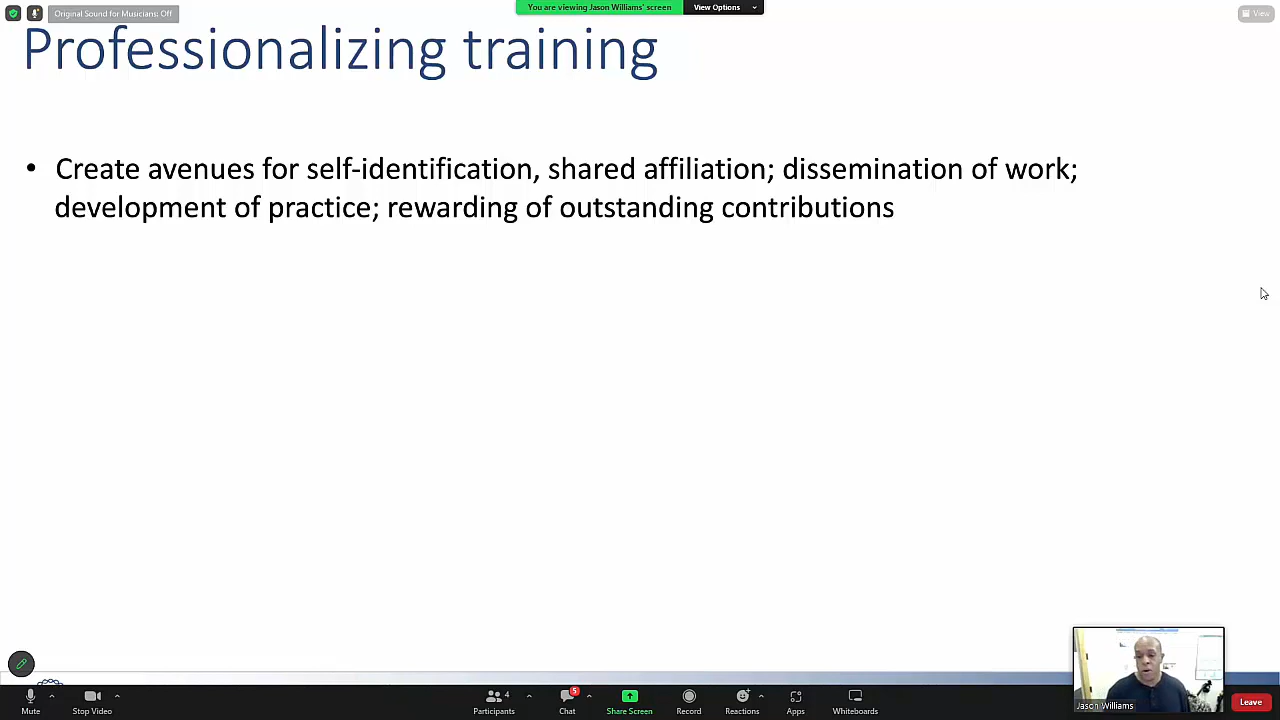 Original Sound for Musicians: Off
You are viewing Jason Williams' screen
View Options
View
Professionalizing training
• Create avenues for self-identification, shared affiliation; dissemination of work;
development of practice; rewarding of outstanding contributions
Jason Williams
Mute
Stop Video
4
Participants
5
Chat
Share Screen
Record
Reactions
Apps
Whiteboards
Leave